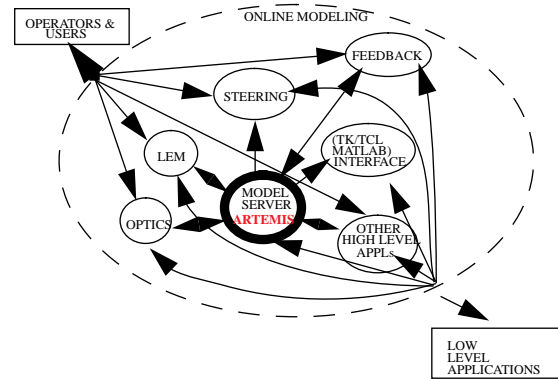 ONLINE MODELING
OPERATORS &
USERS
FEEDBACK
STEERING
(TK/TCL
MATLAB)
INTERFACE
LEM
MODEL
SERVER
ARTEMIS
OPTICS
OTHER
HIGH LEVEL
APPLs
LOW
LEVEL
APPLICATIONS